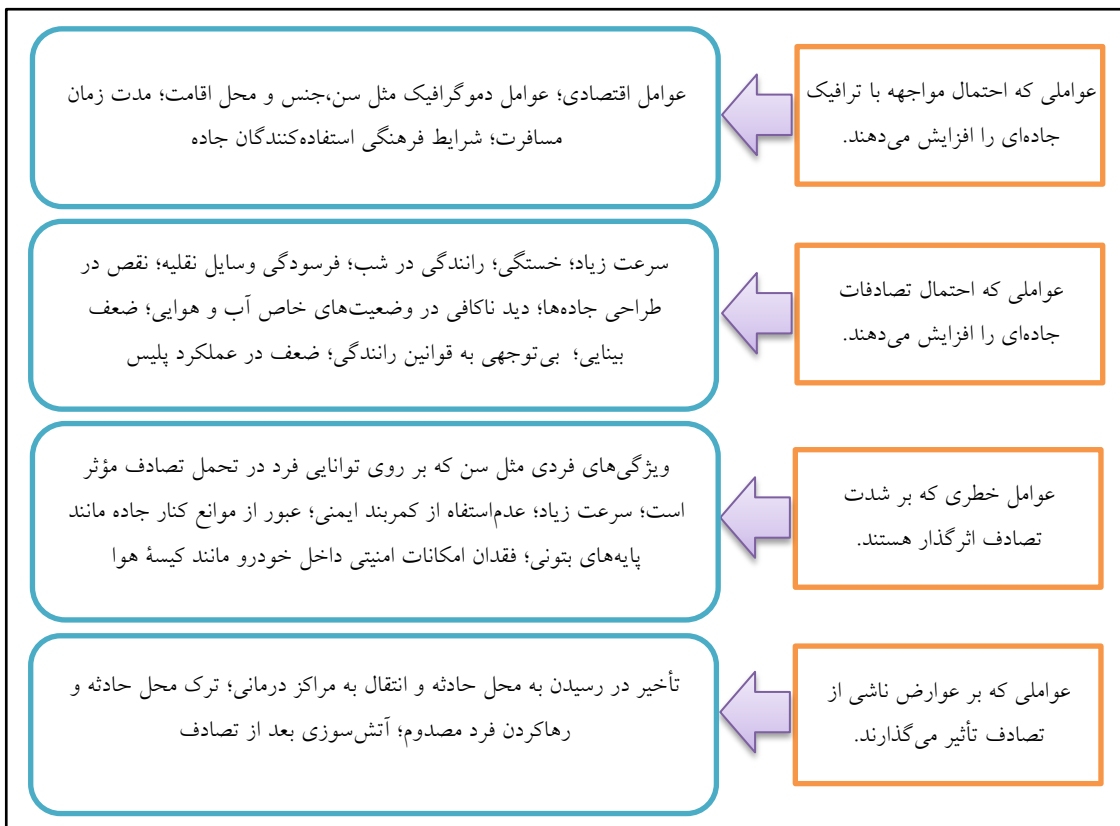 عواملی که احتمال مواجهه با ترافیک
جاده‌ای را افزایش می‌دهند.
عوامل اقتصادی؛ عوامل دموگرافیک مثل سن،جنس و محل اقامت؛ مدت زمان
مسافرت؛ شرایط فرهنگی استفاده‌کنندگان جاده
عواملی که احتمال تصادفات
جاده‌ای را افزایش می‌دهند.
سرعت زیاد؛ خستگی؛ رانندگی در شب؛ فرسودگی وسایل نقلیه؛ نقص در
طراحی جاده‌ها؛ دید ناکافی در وضعیت‌های خاص آب و هوایی؛ ضعف
بینایی؛ بی‌توجهی به قوانین رانندگی؛ ضعف در عملکرد پلیس
عوامل خطری که بر شدت
تصادف اثرگذار هستند.
ویژگی‌های فردی مثل سن که بر روی توانایی فرد در تحمل تصادف مؤثر
است؛ سرعت زیاد؛ عدم‌استفاه از کمربند ایمنی؛ عبور از موانع کنار جاده مانند
پایه‌های بتونی؛ فقدان امکانات امنیتی داخل خودرو مانند کیسهٔ هوا
عواملی که بر عوارض ناشی از
تصادف تأثیر می‌گذارند.
تأخیر در رسیدن به محل حادثه و انتقال به مراکز درمانی؛ ترک محل حادثه و
رهاکردن فرد مصدوم؛ آتش‌سوزی بعد از تصادف